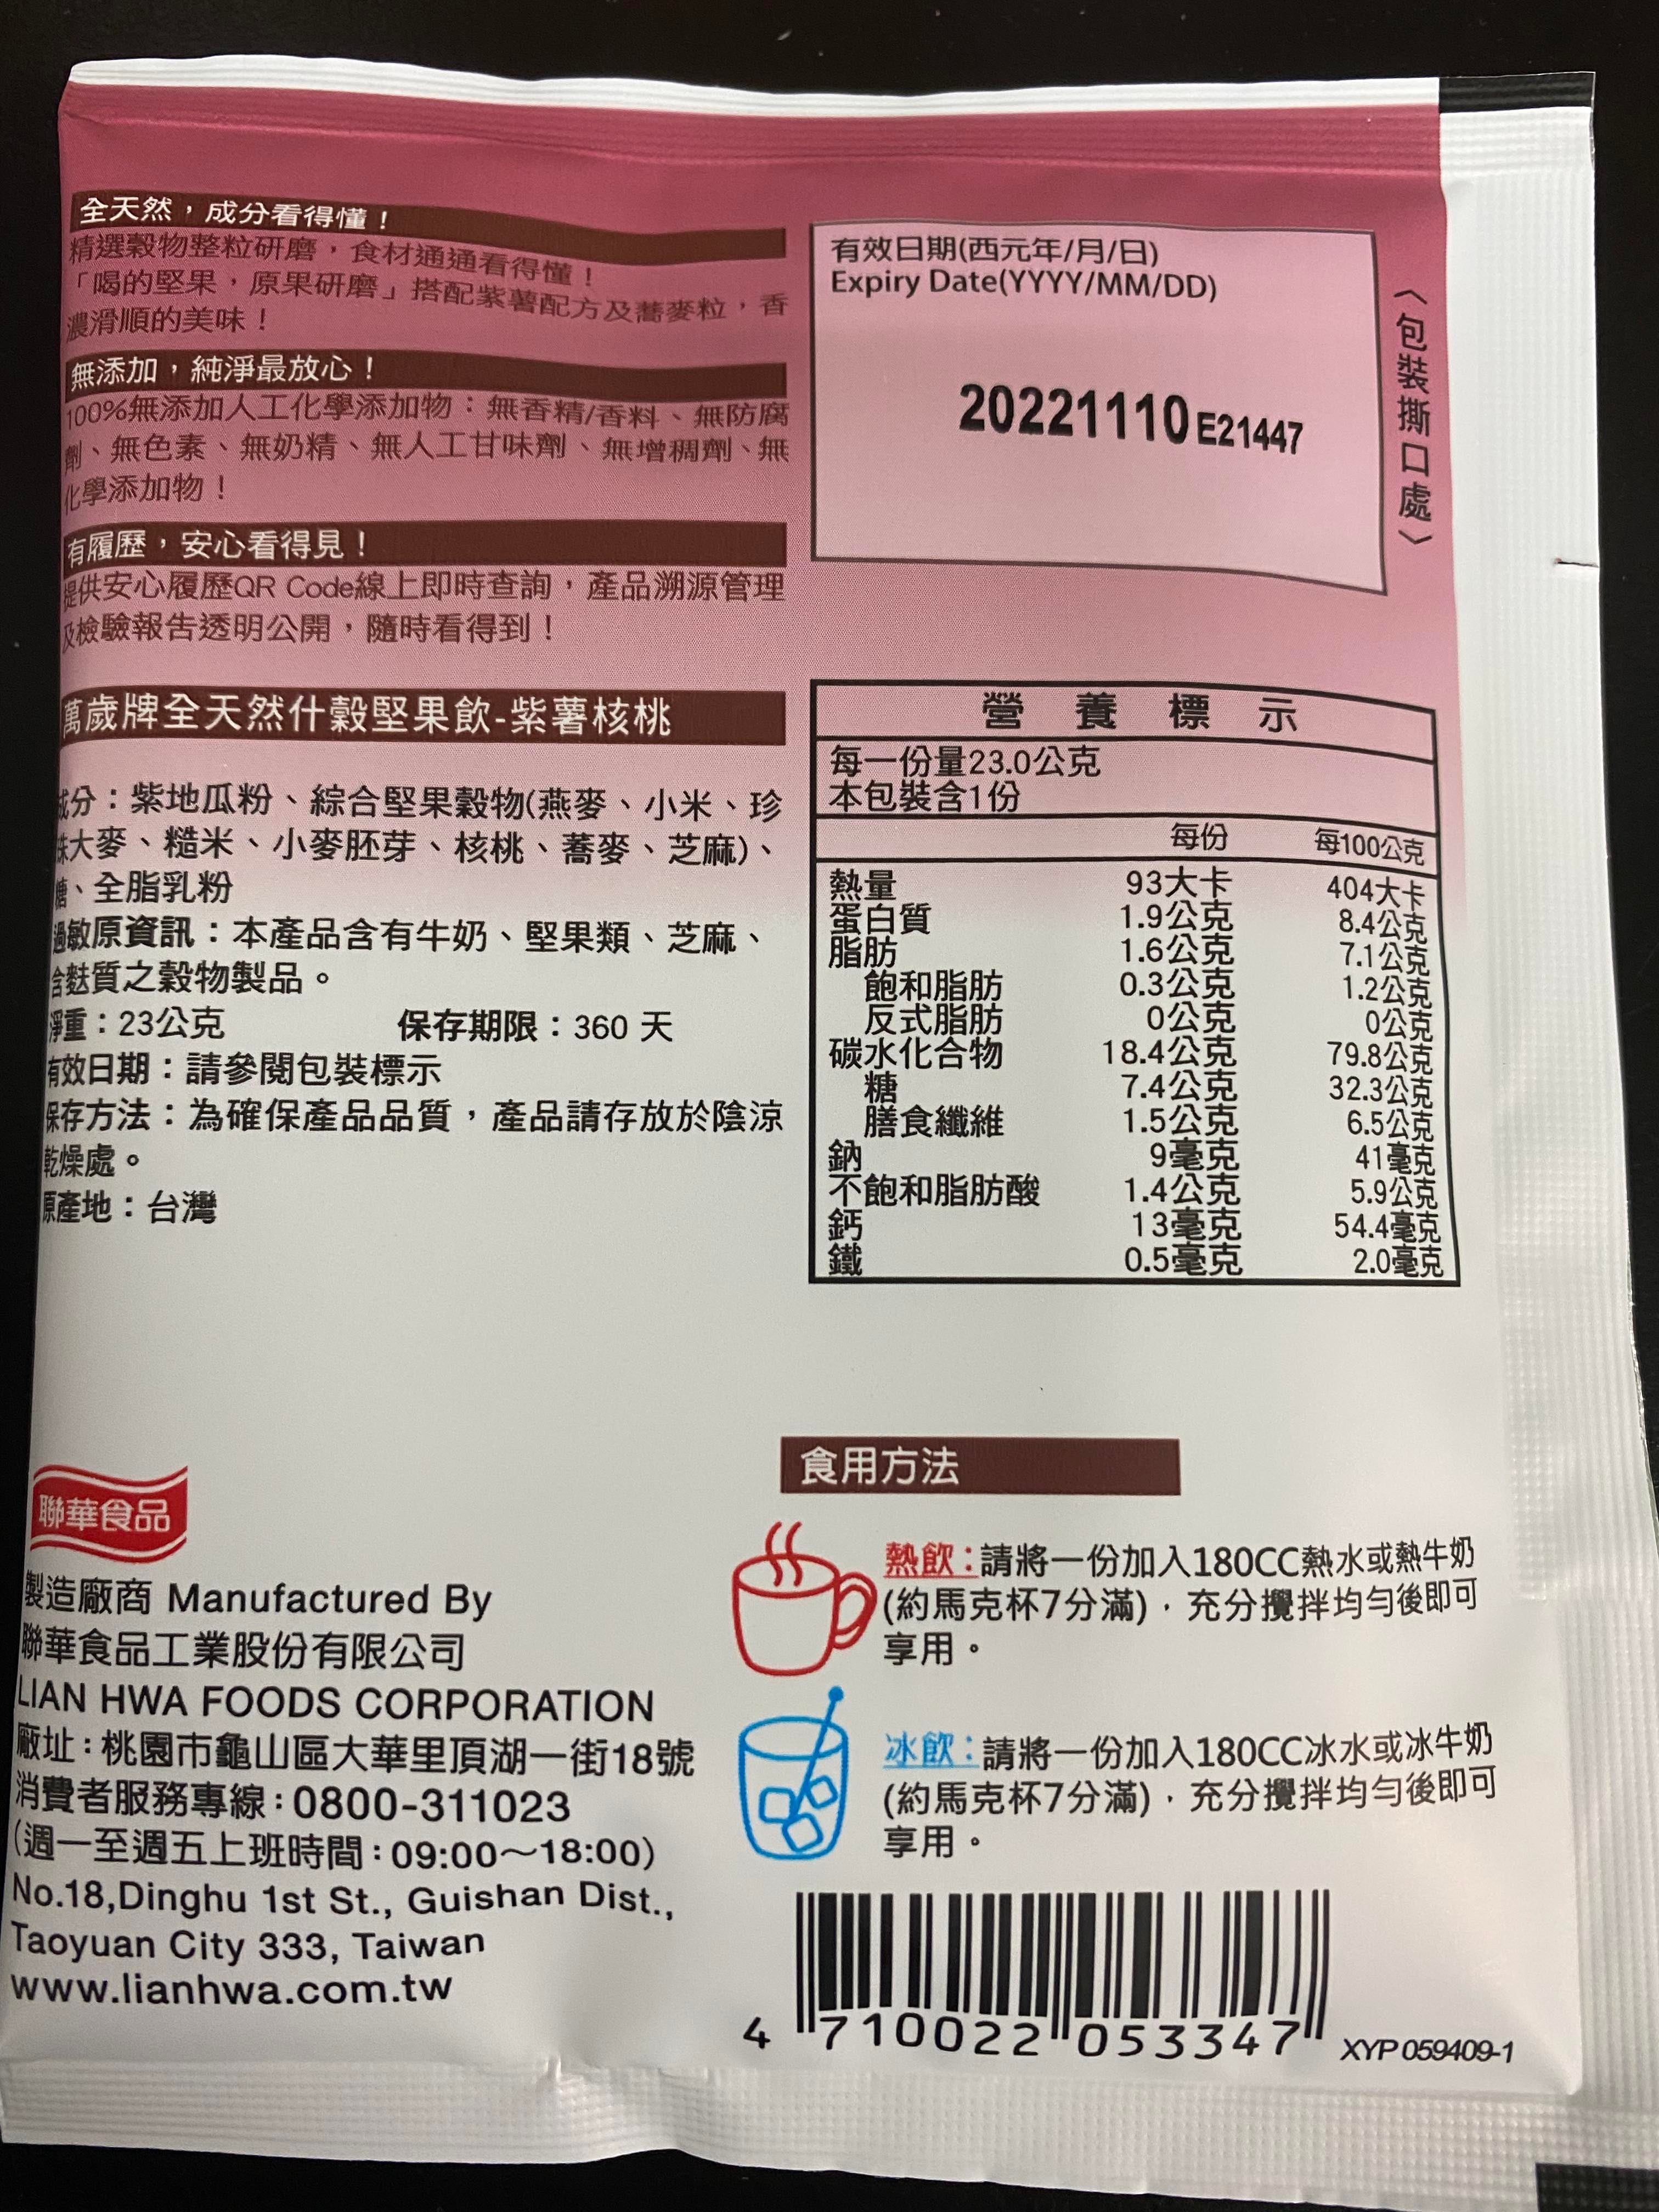 全天然，成分看得懂！
精選穀物整粒研磨，食材通通看得懂！
「喝的堅果，原果研磨」搭配紫薯配方及蕎麥粒，香
濃滑順的美味！
無添加，純淨最放心！
100%無添加人工化學添加物：無香精/香料、無防腐
劑、無色素、無奶精、無人工甘味劑、無增稠劑、無
化學添加物！
有履歷，安心看得見！
提供安心履歷QR Code線上即時查詢，產品溯源管理
及檢驗報告透明公開，隨時看得到！
萬歲牌全天然什穀堅果飲-紫薯核桃
成分：紫地瓜粉、綜合堅果穀物(燕麥、小米、珍
珠大麥、糙米、小麥胚芽、核桃、蕎麥、芝麻)、
糖、全脂乳粉
過敏原資訊：本產品含有牛奶、堅果類、芝麻、
含麩質之穀物製品。
淨重：23公克 保存期限：360 天
有效日期：請參閱包裝標示
保存方法：為確保產品品質，產品請存放於陰涼
乾燥處。
原產地：台灣
有效日期(西元年/月/日)
Expiry Date(YYYY/MM/DD)
20221110 E21447
〈包裝撕口處〉
營養標示
每一份量23.0公克
本包裝含1份
每份 每100公克
熱量 93大卡 404大卡
蛋白質 1.9公克 8.4公克
脂肪 1.6公克 7.1公克
飽和脂肪 0.3公克 1.2公克
反式脂肪 0公克 0公克
碳水化合物 18.4公克 79.8公克
糖 7.4公克 32.3公克
膳食纖維 1.5公克 6.5公克
鈉 9毫克 41毫克
不飽和脂肪酸 1.4公克 5.9公克
鈣 13毫克 54.4毫克
鐵 0.5毫克 2.0毫克
聯華食品
製造廠商 Manufactured By
聯華食品工業股份有限公司
LIAN HWA FOODS CORPORATION
廠址：桃園市龜山區大華里頂湖一街18號
消費者服務專線：0800-311023
(週一至週五上班時間：09:00～18:00)
No.18,Dinghu 1st St., Guishan Dist.,
Taoyuan City 333, Taiwan
www.lianhwa.com.tw
食用方法
熱飲：請將一份加入180CC熱水或熱牛奶
(約馬克杯7分滿)，充分攪拌均勻後即可
享用。
冰飲：請將一份加入180CC冰水或冰牛奶
(約馬克杯7分滿)，充分攪拌均勻後即可
享用。
4 710022 053347
XYP 059409-1